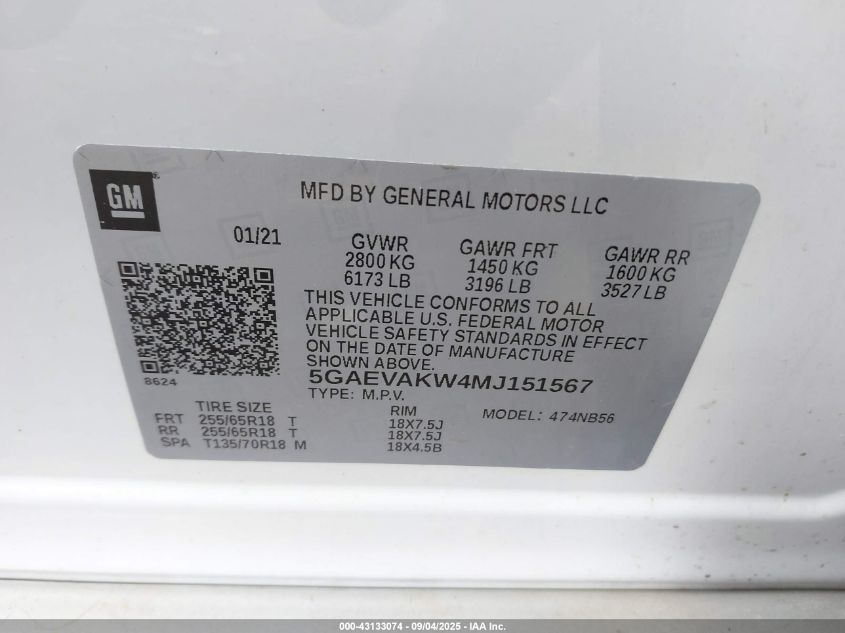 GM
MFD BY GENERAL MOTORS LLC
01/21
GVWR
2800 KG
6173 LB
GAWR FRT
1450 KG
3196 LB
GAWR RR
1600 KG
3527 LB
THIS VEHICLE CONFORMS TO ALL
APPLICABLE U.S. FEDERAL MOTOR
VEHICLE SAFETY STANDARDS IN EFFECT
ON THE DATE OF MANUFACTURE
SHOWN ABOVE.
8624
5GAEVAKW4MJ151567
TYPE: M.P.V.
MODEL: 474NB56
TIRE SIZE RIM
FRT 255/65R18 T 18X7.5J
RR 255/65R18 T 18X7.5J
SPA T135/70R18 M 18X4.5B
000-43133074 - 09/04/2025 - IAA Inc.